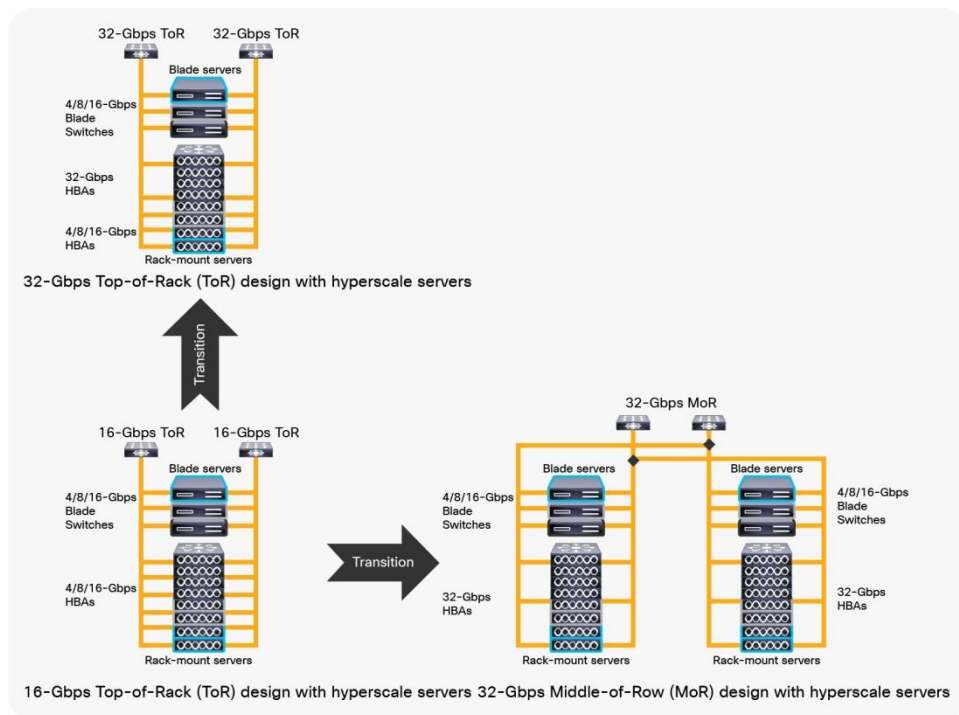 32-Gbps ToR 32-Gbps ToR
Blade servers
4/8/16-Gbps
Blade
Switches
32-Gbps
HBAs
4/8/16-Gbps
HBAs
Rack-mount servers
32-Gbps Top-of-Rack (ToR) design with hyperscale servers
Transition
16-Gbps ToR 16-Gbps ToR
Blade servers
4/8/16-Gbps
Blade
Switches
4/8/16-Gbps
HBAs
Rack-mount servers
16-Gbps Top-of-Rack (ToR) design with hyperscale servers
Transition
32-Gbps MoR
Blade servers
4/8/16-Gbps
Blade
Switches
32-Gbps
HBAs
Rack-mount servers
Blade servers
4/8/16-Gbps
Blade
Switches
32-Gbps
HBAs
Rack-mount servers
32-Gbps Middle-of-Row (MoR) design with hyperscale servers